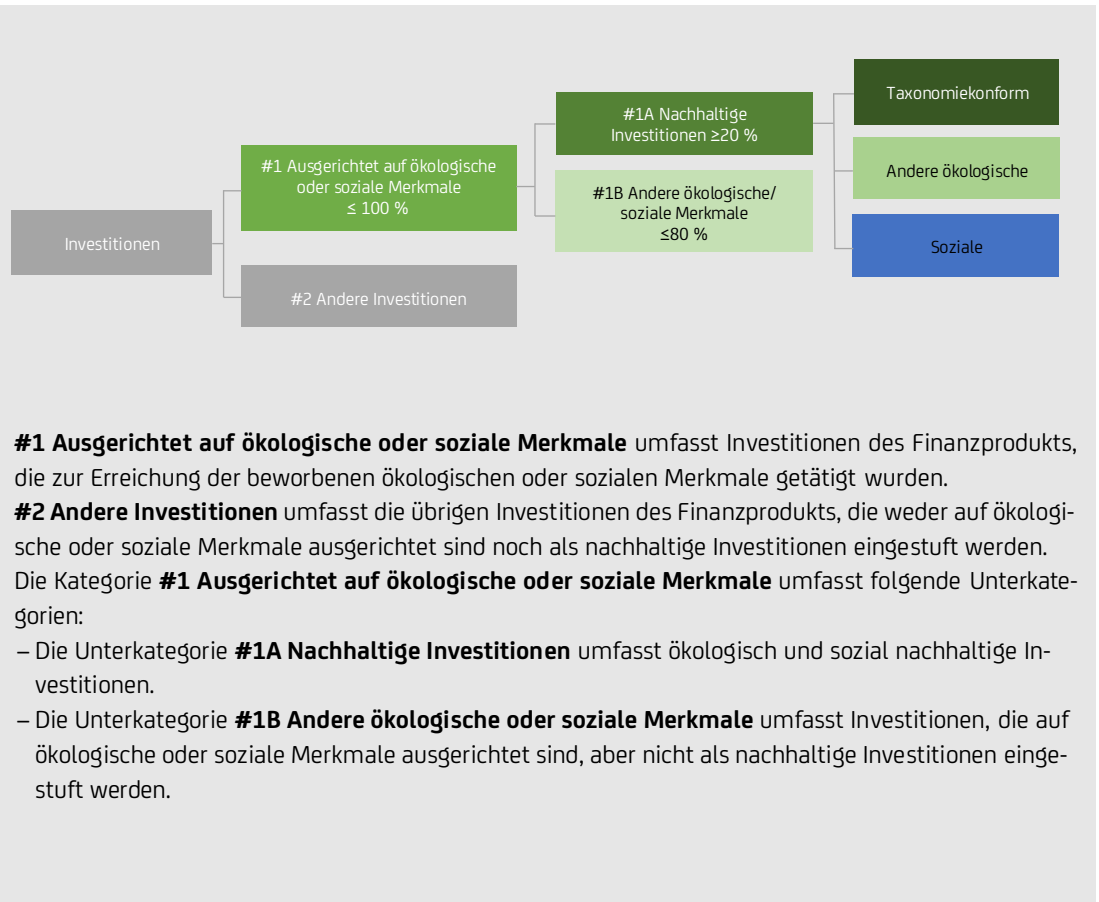 Taxonomiekonform
#1A Nachhaltige
Investitionen ≥20 %
#1 Ausgerichtet auf ökologische
oder soziale Merkmale
≤ 100 %
Andere ökologische
#1B Andere ökologische/
soziale Merkmale
≤80 %
Investitionen
Soziale
#2 Andere Investitionen
#1 Ausgerichtet auf ökologische oder soziale Merkmale umfasst Investitionen des Finanzprodukts,
die zur Erreichung der beworbenen ökologischen oder sozialen Merkmale getätigt wurden.
#2 Andere Investitionen umfasst die übrigen Investitionen des Finanzprodukts, die weder auf ökologi-
sche oder soziale Merkmale ausgerichtet sind noch als nachhaltige Investitionen eingestuft werden.
Die Kategorie #1 Ausgerichtet auf ökologische oder soziale Merkmale umfasst folgende Unterkate-
gorien:
– Die Unterkategorie #1A Nachhaltige Investitionen umfasst ökologisch und sozial nachhaltige In-
vestitionen.
– Die Unterkategorie #1B Andere ökologische oder soziale Merkmale umfasst Investitionen, die auf
ökologische oder soziale Merkmale ausgerichtet sind, aber nicht als nachhaltige Investitionen einge-
stuft werden.